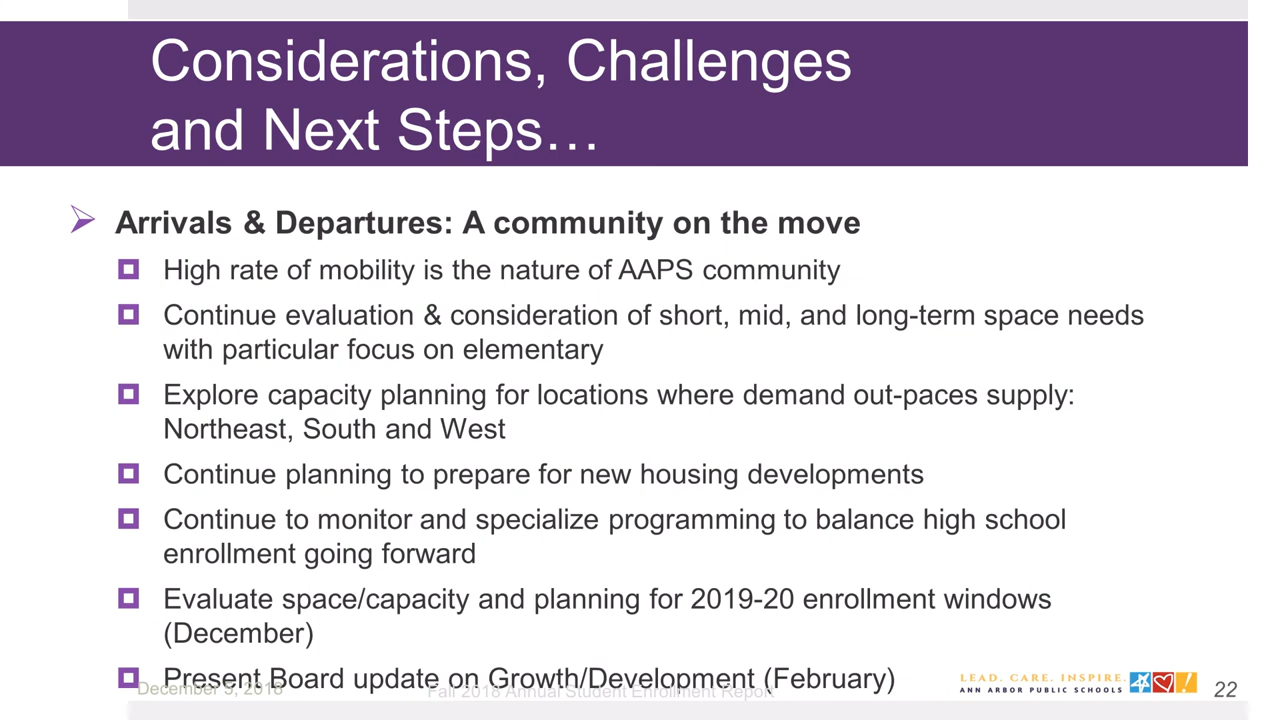 Considerations, Challenges
and Next Steps…
Arrivals & Departures: A community on the move
High rate of mobility is the nature of AAPS community
Continue evaluation & consideration of short, mid, and long-term space needs
with particular focus on elementary
Explore capacity planning for locations where demand out-paces supply:
Northeast, South and West
Continue planning to prepare for new housing developments
Continue to monitor and specialize programming to balance high school
enrollment going forward
Evaluate space/capacity and planning for 2019-20 enrollment windows
(December)
Present Board update on Growth/Development (February)
December 5, 2018
Fall 2018 Annual Student Enrollment Report
LEAD. CARE. INSPIRE.
ANN ARBOR PUBLIC SCHOOLS
22